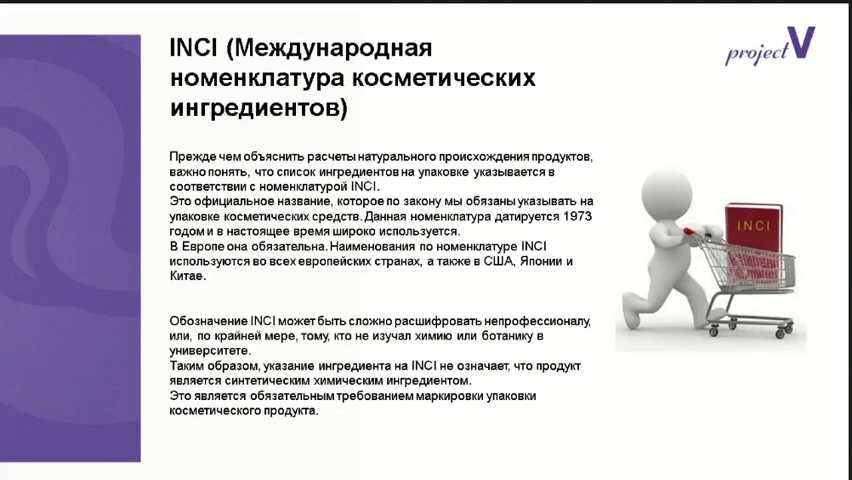 INCI (Международная
номенклатура косметических
ингредиентов)
project V
Прежде чем объяснить расчеты натурального происхождения продуктов,
важно понять, что список ингредиентов на упаковке указывается в
соответствии с номенклатурой INCI.
Это официальное название, которое по закону мы обязаны указывать на
упаковке косметических средств. Данная номенклатура датируется 1973
годом и в настоящее время широко используется.
В Европе она обязательна. Наименования по номенклатуре INCI
используются во всех европейских странах, а также в США, Японии и
Китае.
INCI
Обозначение INCI может быть сложно расшифровать непрофессионалу,
или, по крайней мере, тому, кто не изучал химию или ботанику в
университете.
Таким образом, указание ингредиента на INCI не означает, что продукт
является синтетическим химическим ингредиентом.
Это является обязательным требованием маркировки упаковки
косметического продукта.